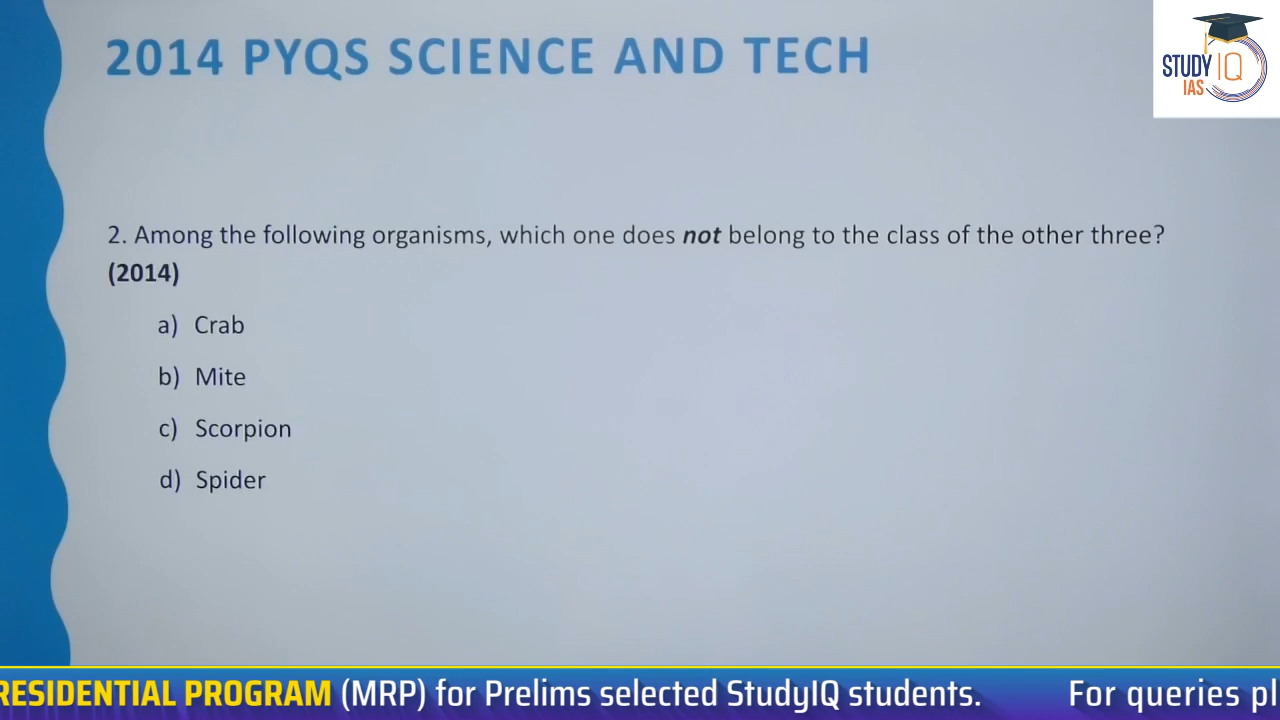 2014 PYQS SCIENCE AND TECH
STUDY IQ
IAS
2. Among the following organisms, which one does not belong to the class of the other three?
(2014)
a) Crab
b) Mite
c) Scorpion
d) Spider
RESIDENTIAL PROGRAM (MRP) for Prelims selected StudyIQ students. For queries pl